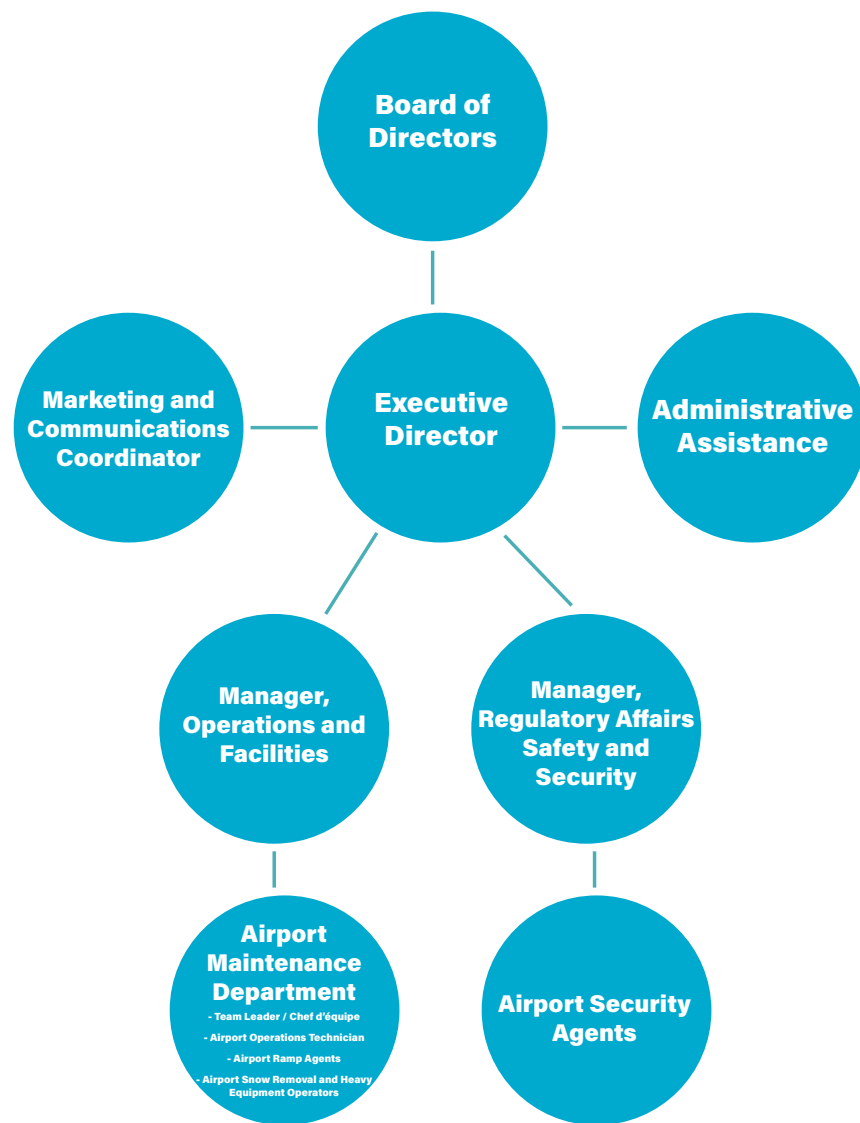 Board of
Directors
Marketing and
Communications
Coordinator
Executive
Director
Administrative
Assistance
Manager,
Operations and
Facilities
Manager,
Regulatory Affairs
Safety and
Security
Airport
Maintenance
Department
- Team Leader / Chef d'équipe
- Airport Operations Technician
- Airport Ramp Agents
- Airport Snow Removal and Heavy
Equipment Operators
Airport Security
Agents